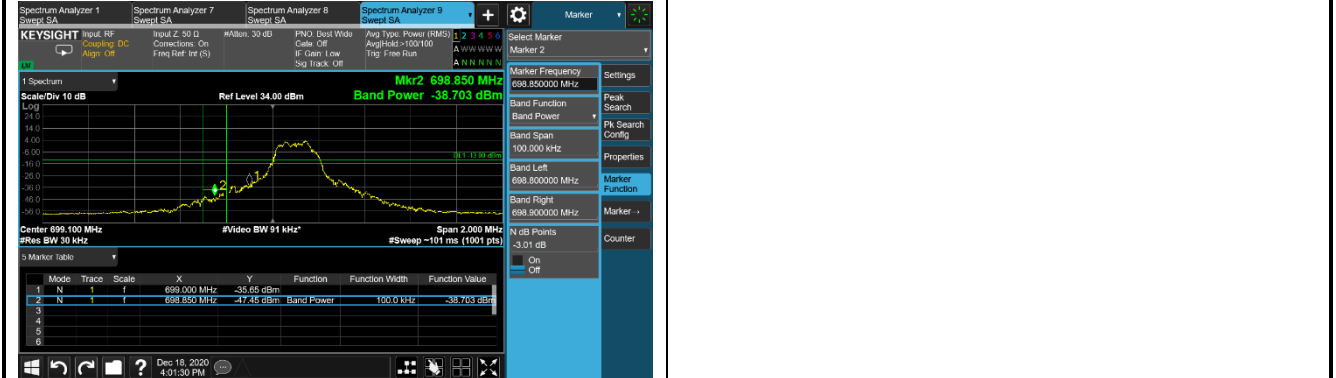 Spectrum Analyzer 1
Swept SA
Spectrum Analyzer 7
Swept SA
Spectrum Analyzer 8
Swept SA
Spectrum Analyzer 9
Swept SA
+
Marker
KEYSIGHT
Input: RF
Coupling: DC
Align: Off
Input Z: 50 Ω
Corrections: On
Freq Ref: Int (S)
#Atten: 30 dB
PNO: Best Wide
Gate: Off
IF Gain: Low
Sig Track: Off
Avg Type: Power (RMS)
Avg|Hold:>100/100
Trig: Free Run
1 2 3 4 5 6
A W W W W W
A N N N N N
Select Marker
Marker 2
1 Spectrum
Mkr2 698.850 MHz
Scale/Div 10 dB
Ref Level 34.00 dBm
Band Power -38.703 dBm
Log
24.0
14.0
4.00
-6.00
-16.0
-26.0
-36.0
-46.0
-56.0
DL1 -13.00 dBm
1
2
Center 699.100 MHz
#Video BW 91 kHz*
Span 2.000 MHz
#Res BW 30 kHz
#Sweep ~101 ms (1001 pts)
5 Marker Table
Mode Trace Scale X Y Function Function Width Function Value
1 N 1 f 699.000 MHz -35.65 dBm
2 N 1 f 698.850 MHz -47.45 dBm Band Power 100.0 kHz -38.703 dBm
3
4
5
6
Marker Frequency
698.850000 MHz
Band Function
Band Power
Band Span
100.000 kHz
Band Left
698.800000 MHz
Band Right
698.900000 MHz
N dB Points
-3.01 dB
On
Off
Settings
Peak
Search
Pk Search
Config
Properties
Marker
Function
Marker→
Counter
?
Dec 18, 2020
4:01:30 PM